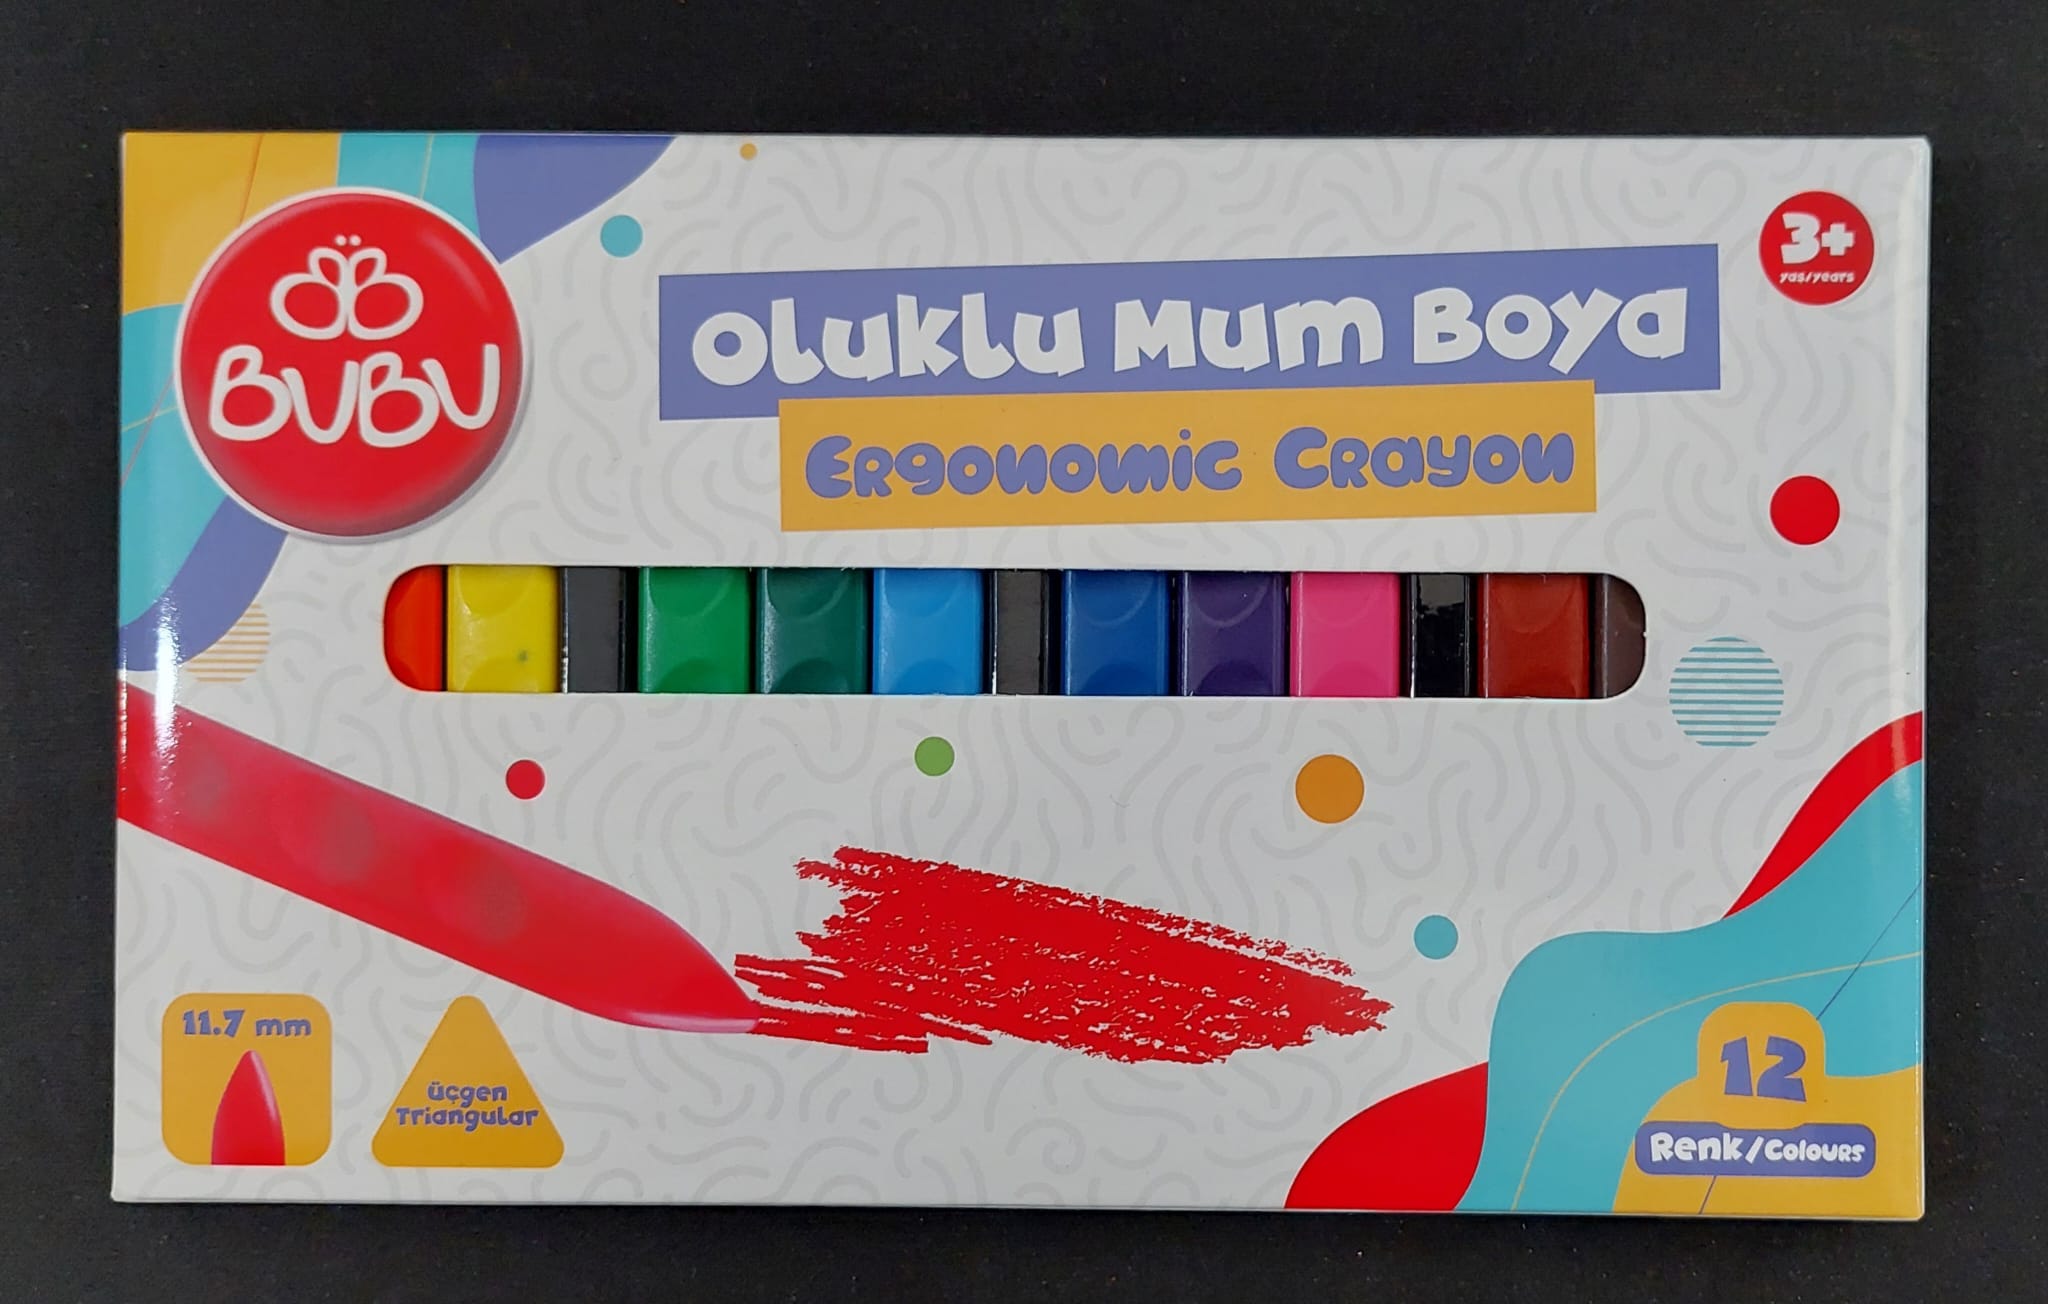 BUBU
3+
yaş/years
Oluklu Mum Boya
Ergonomic Crayon
11.7 mm
üçgen
Triangular
12
Renk/Colours